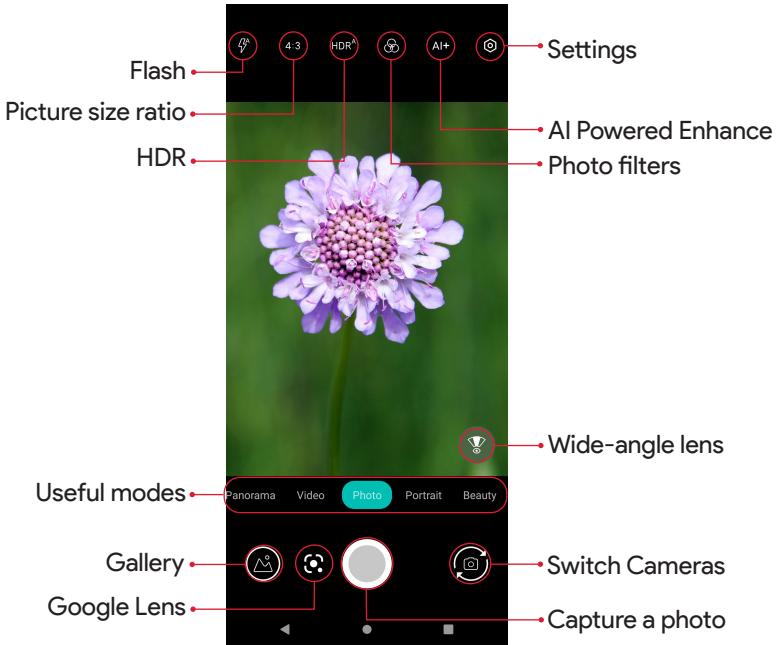 4:3
HDR A
AI+
Settings
Flash
Picture size ratio
AI Powered Enhance
HDR
Photo filters
Wide-angle lens
Useful modes
Panorama Video Photo Portrait Beauty
Gallery
Switch Cameras
Google Lens
Capture a photo